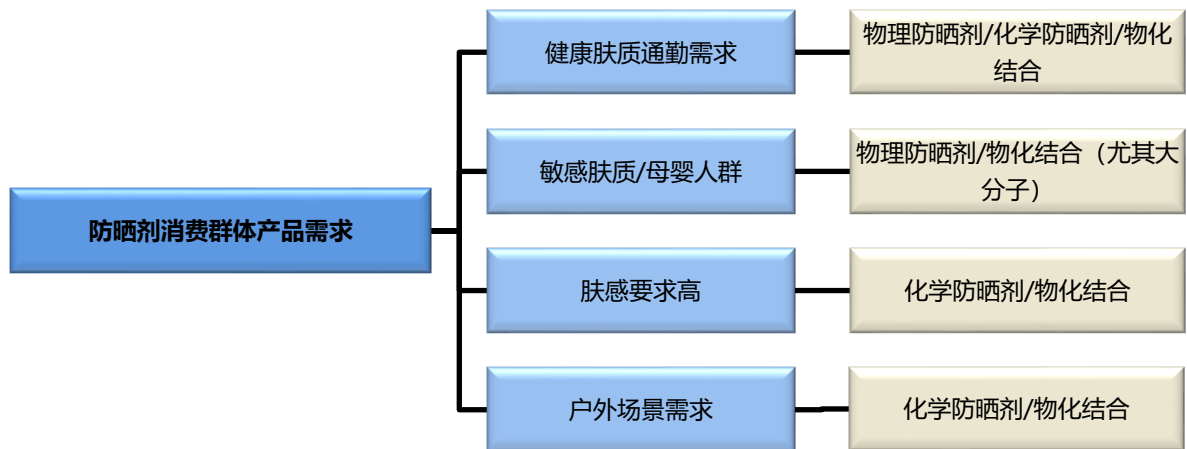 健康肤质通勤需求
物理防晒剂/化学防晒剂/物化
结合
敏感肤质/母婴人群
物理防晒剂/物化结合（尤其大
分子）
防晒剂消费群体产品需求
肤感要求高
化学防晒剂/物化结合
户外场景需求
化学防晒剂/物化结合